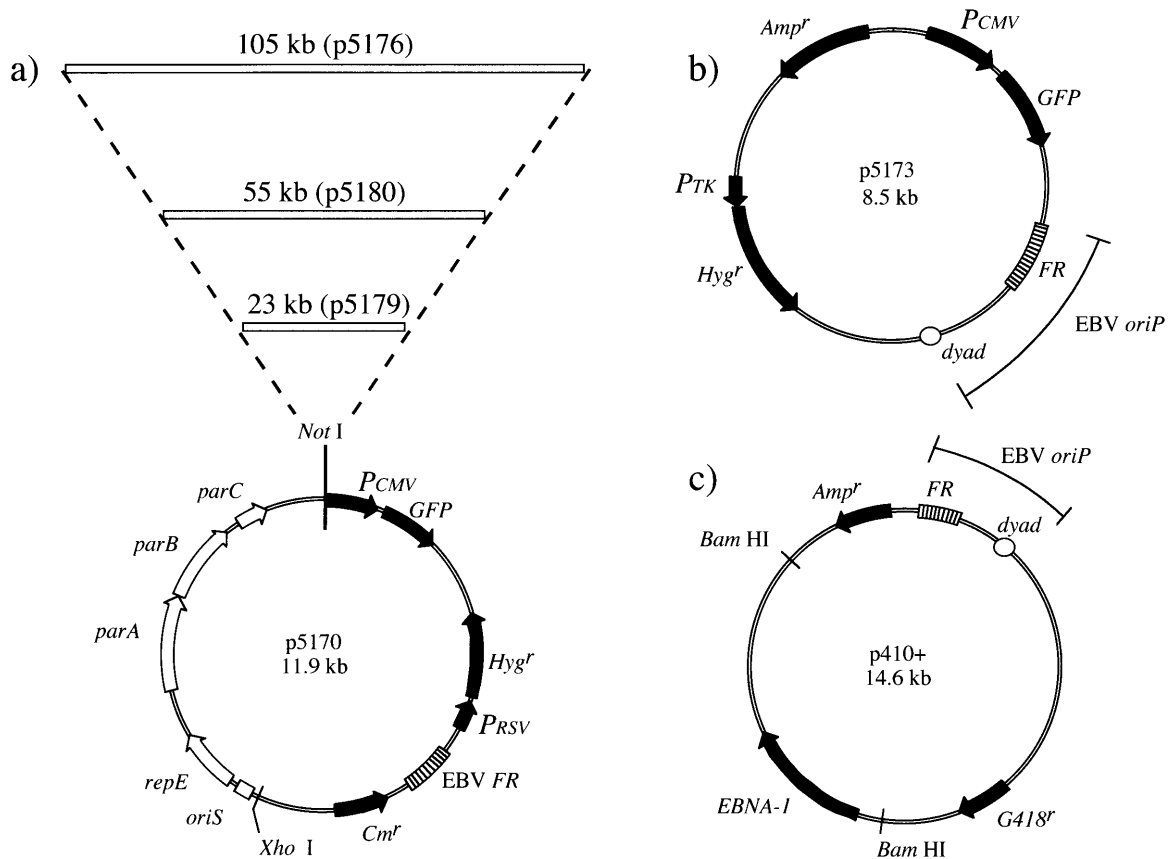 a)
105 kb (p5176)
55 kb (p5180)
23 kb (p5179)
Not I
PCMV
GFP
parC
parB
parA
repE
oriS
Xho I
Cmr
EBV FR
PRSV
Hygr
p5170
11.9 kb
b)
Ampr
PCMV
GFP
PTK
Hygr
FR
dyad
EBV oriP
p5173
8.5 kb
c)
EBV oriP
Ampr
FR
dyad
Bam HI
EBNA-1
Bam HI
G418r
p410+
14.6 kb